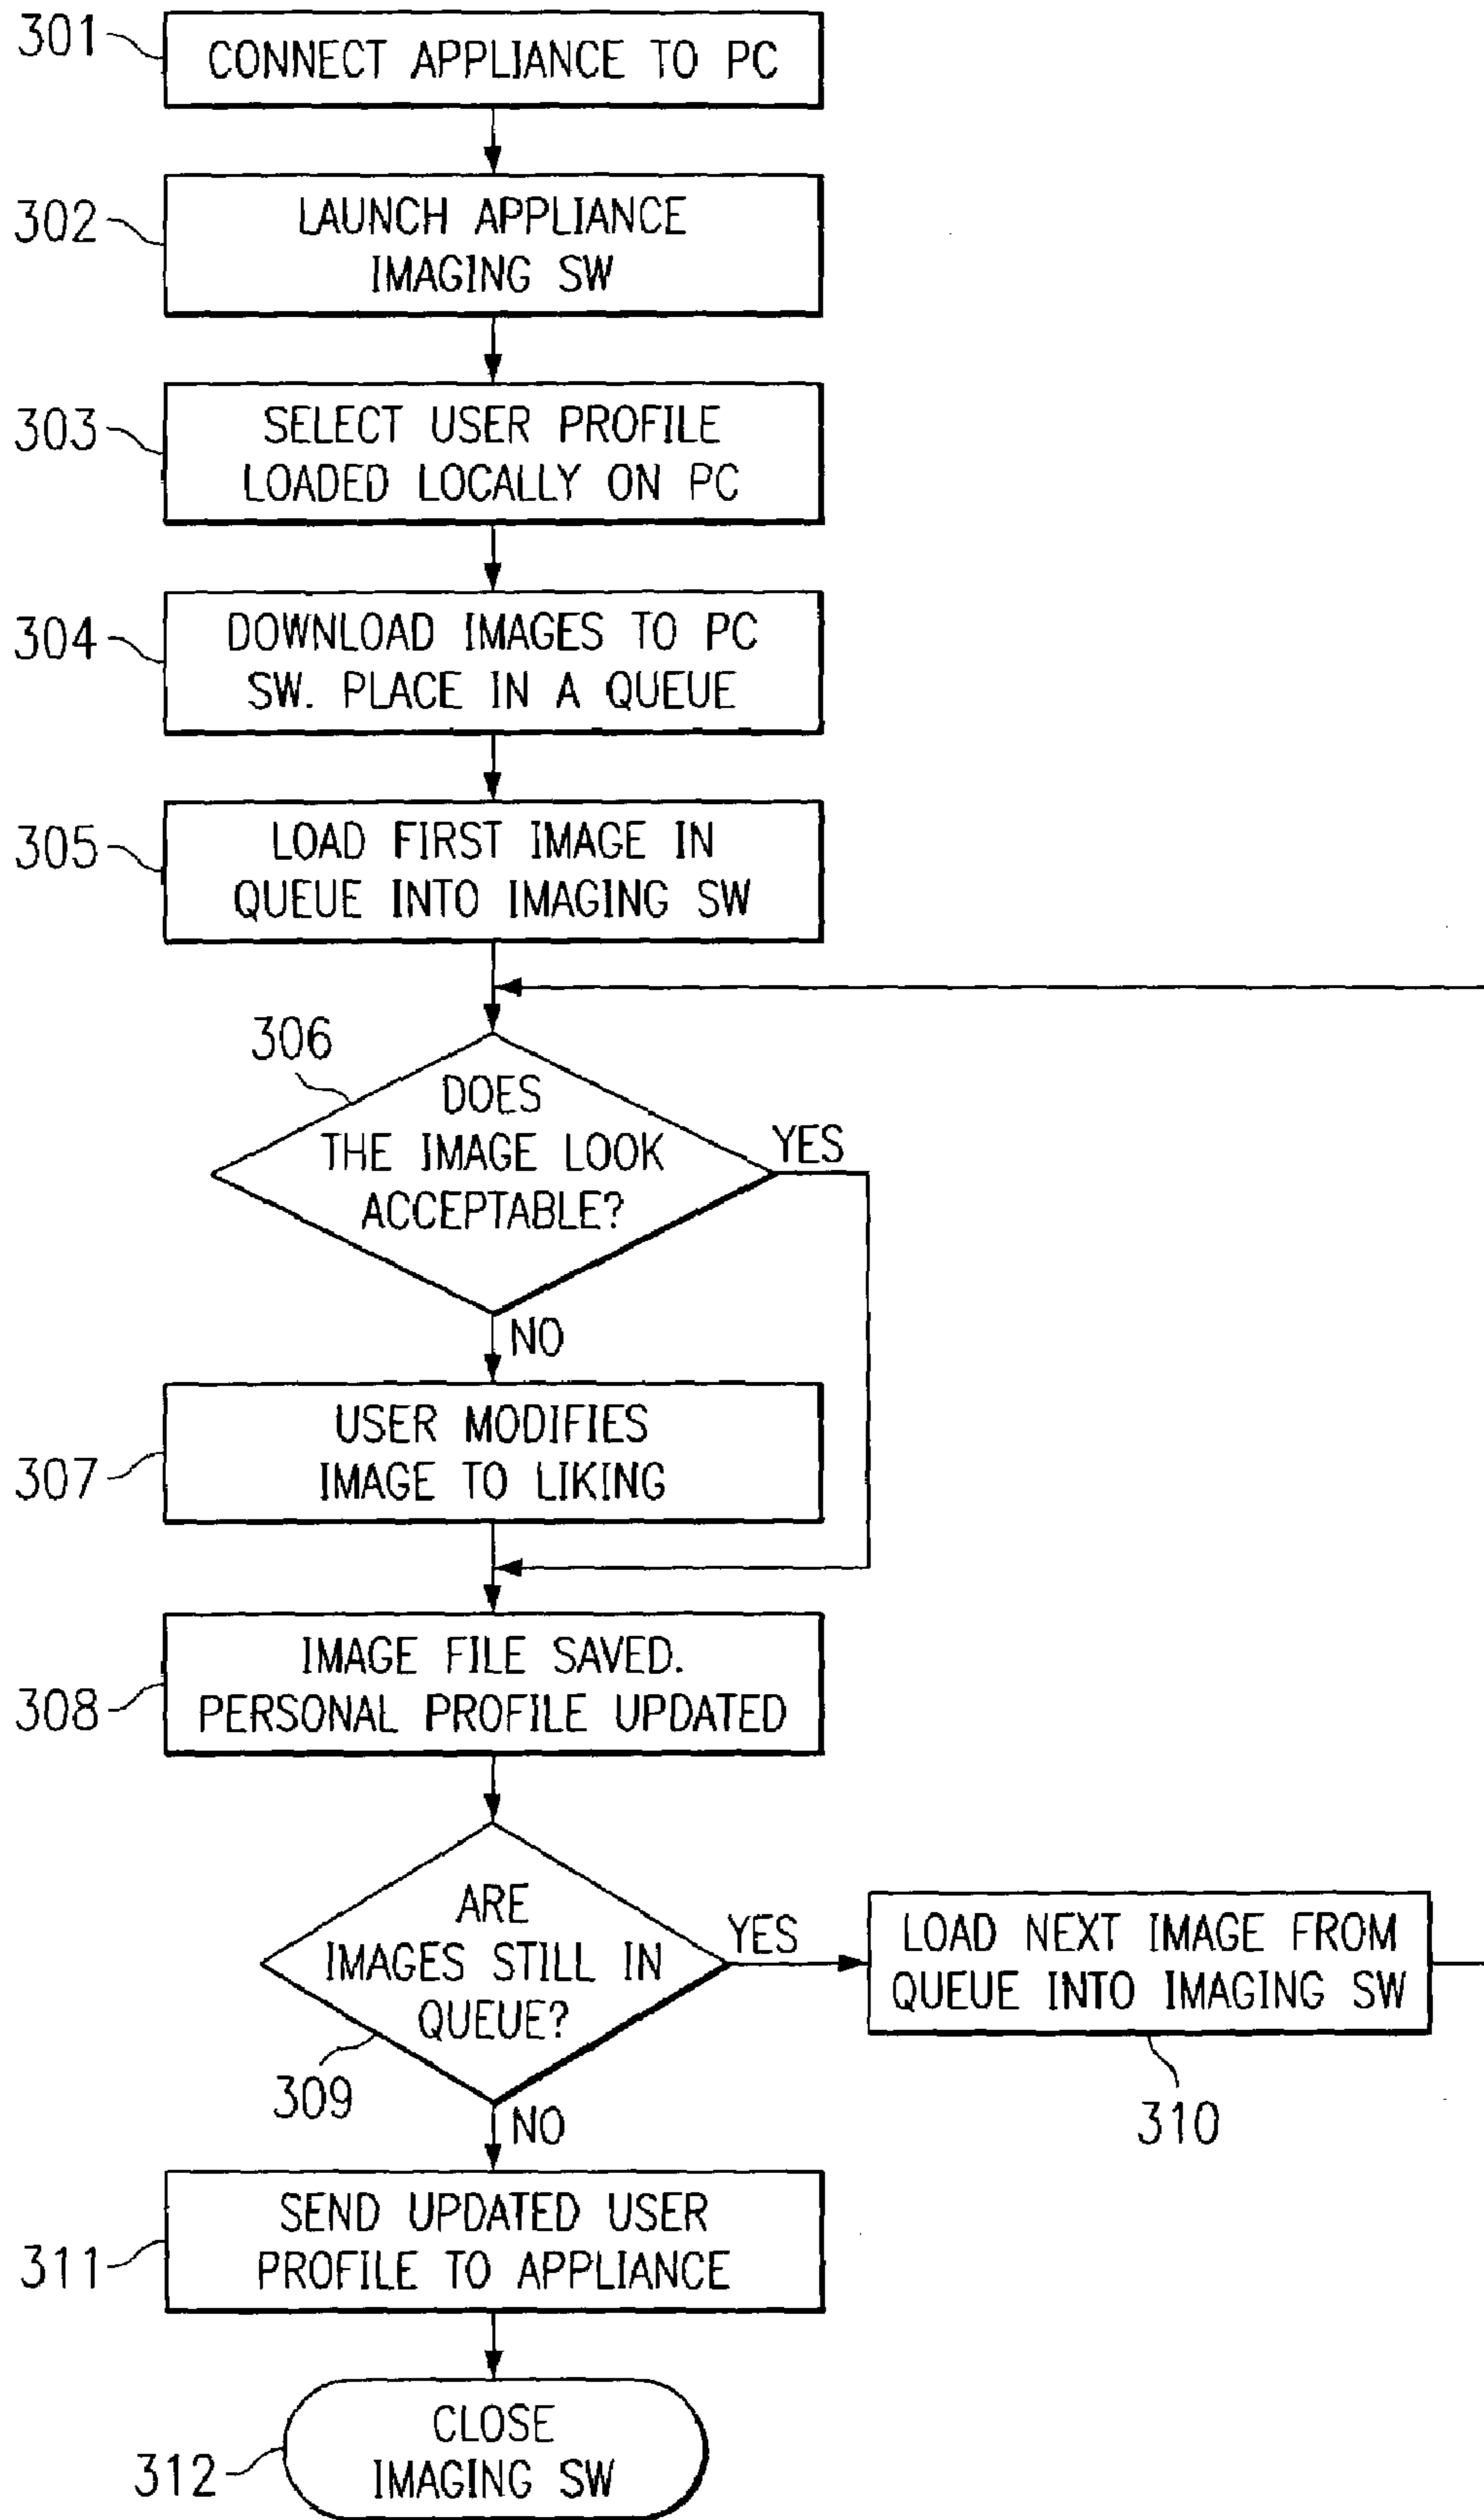 301
CONNECT APPLIANCE TO PC
302
LAUNCH APPLIANCE
IMAGING SW
303
SELECT USER PROFILE
LOADED LOCALLY ON PC
304
DOWNLOAD IMAGES TO PC
SW. PLACE IN A QUEUE
305
LOAD FIRST IMAGE IN
QUEUE INTO IMAGING SW
306
DOES
THE IMAGE LOOK
ACCEPTABLE?
YES
NO
307
USER MODIFIES
IMAGE TO LIKING
308
IMAGE FILE SAVED.
PERSONAL PROFILE UPDATED
ARE
IMAGES STILL IN
QUEUE?
309
YES
LOAD NEXT IMAGE FROM
QUEUE INTO IMAGING SW
310
NO
311
SEND UPDATED USER
PROFILE TO APPLIANCE
312
CLOSE
IMAGING SW